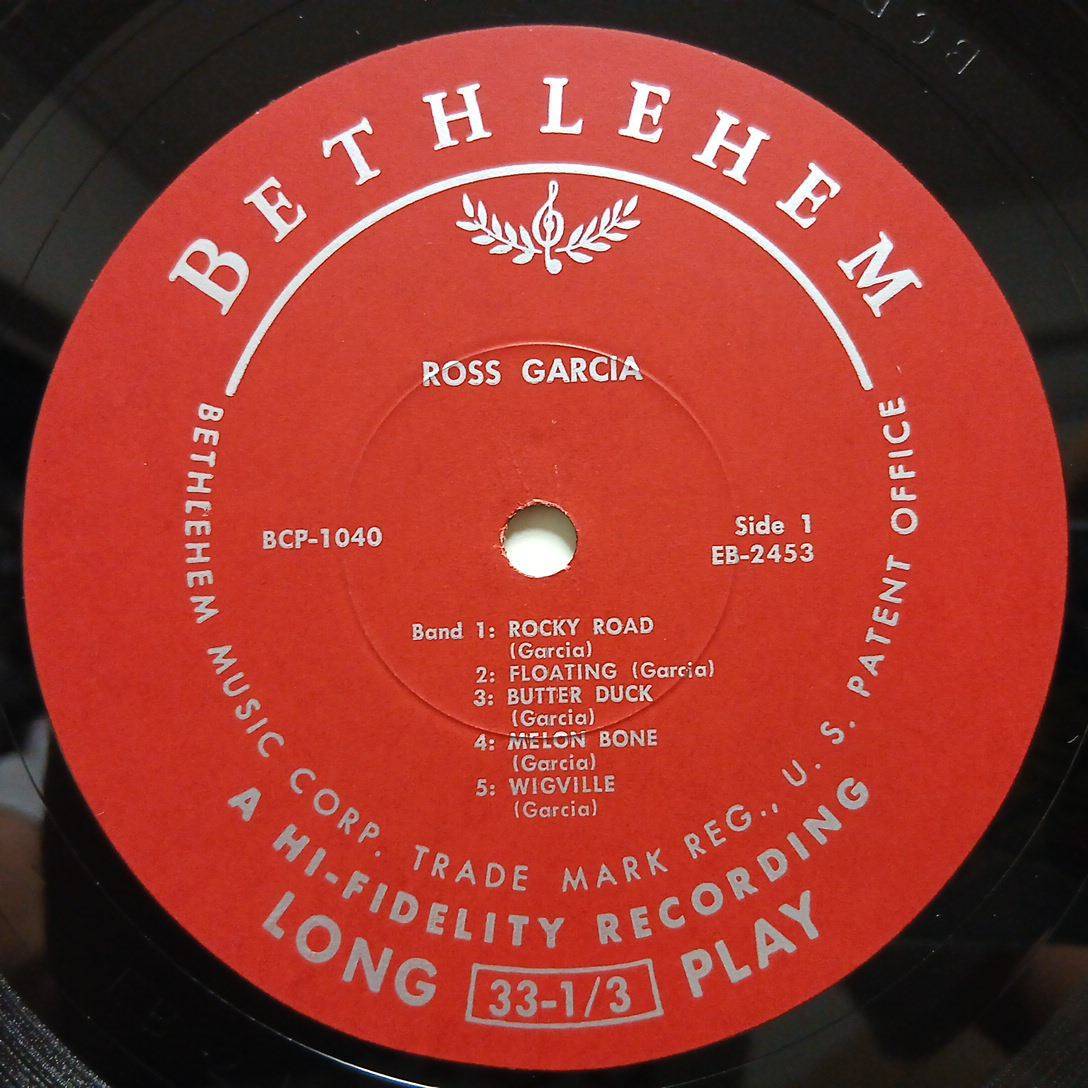 BETHLEHEM
ROSS GARCIA
BCP-1040
Side 1
EB-2453
Band 1: ROCKY ROAD
(Garcia)
2: FLOATING (Garcia)
3: BUTTER DUCK
(Garcia)
4: MELON BONE
(Garcia)
5: WIGVILLE
(Garcia)
BETHLEHEM MUSIC CORP. TRADE MARK REG., U. S. PATENT OFFICE
A HI-FIDELITY RECORDING
LONG 33-1/3 PLAY